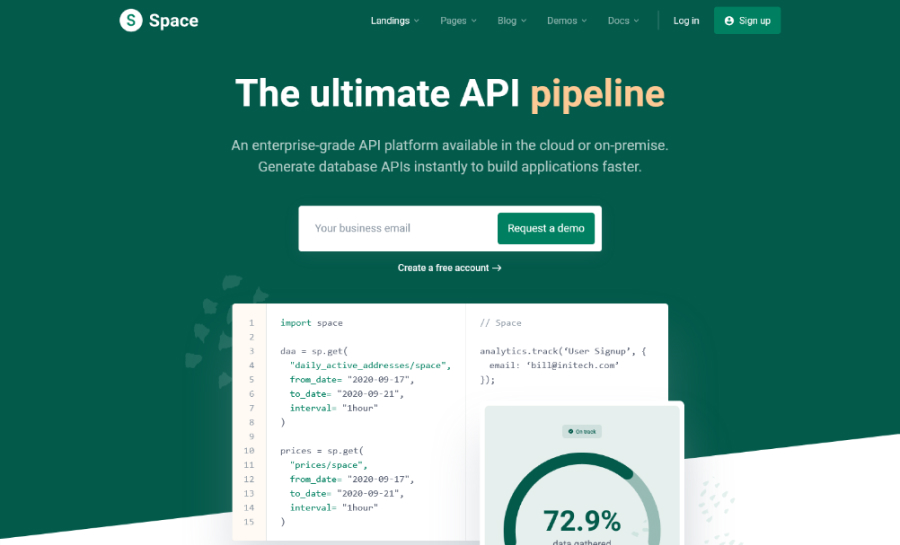 S Space
Landings Pages Blog Demos Docs Log in Sign up
The ultimate API pipeline
An enterprise-grade API platform available in the cloud or on-premise.
Generate database APIs instantly to build applications faster.
Your business email Request a demo
Create a free account →
1 import space
2
3 daa = sp.get(
4 "daily_active_addresses/space",
5 from_date= "2020-09-17",
6 to_date= "2020-09-21",
7 interval= "1hour"
8 )
9
10 prices = sp.get(
11 "prices/space",
12 from_date= "2020-09-17",
13 to_date= "2020-09-21",
14 interval= "1hour"
15 )
// Space
analytics.track(‘User Signup’, {
email: ‘bill@initech.com’
});
On track
72.9%
data gathered